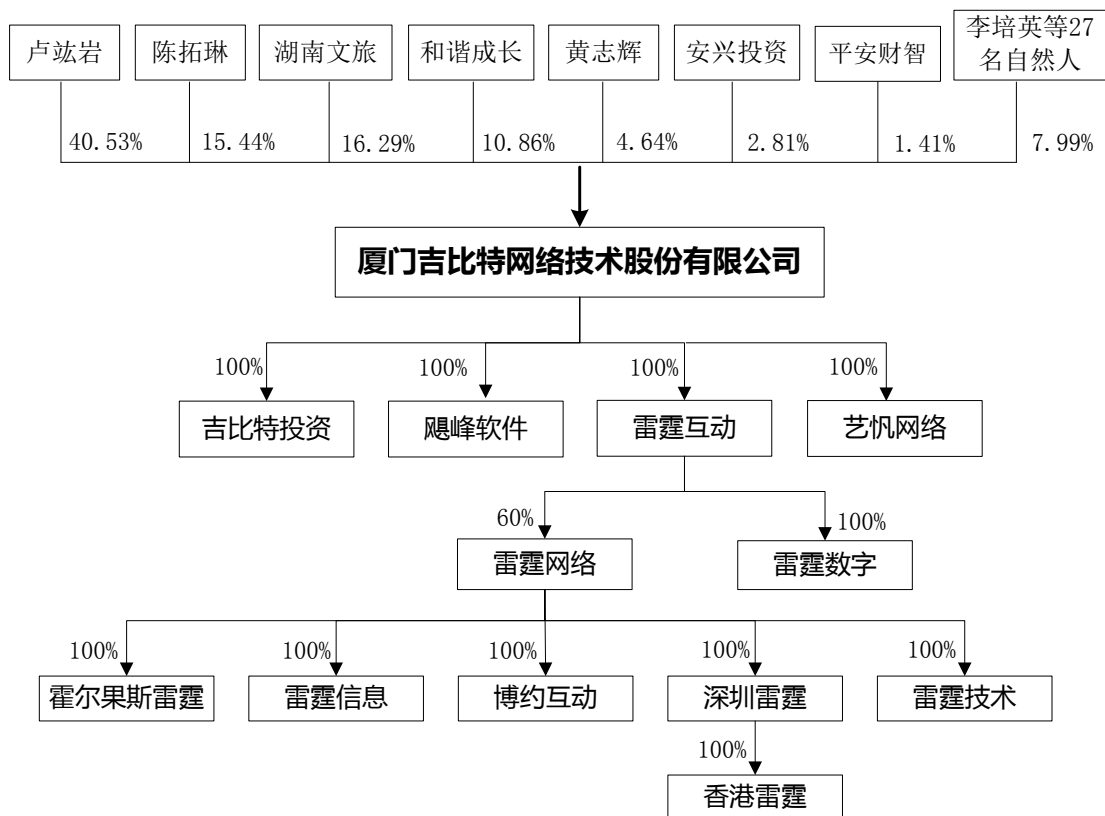 卢竑岩
陈拓琳
湖南文旅
和谐成长
黄志辉
安兴投资
平安财智
李培英等27
名自然人
40.53%
15.44%
16.29%
10.86%
4.64%
2.81%
1.41%
7.99%
厦门吉比特网络技术股份有限公司
100%
100%
100%
100%
吉比特投资
飓峰软件
雷霆互动
艺忛网络
60%
100%
雷霆网络
雷霆数字
100%
100%
100%
100%
100%
霍尔果斯雷霆
雷霆信息
博约互动
深圳雷霆
雷霆技术
100%
香港雷霆